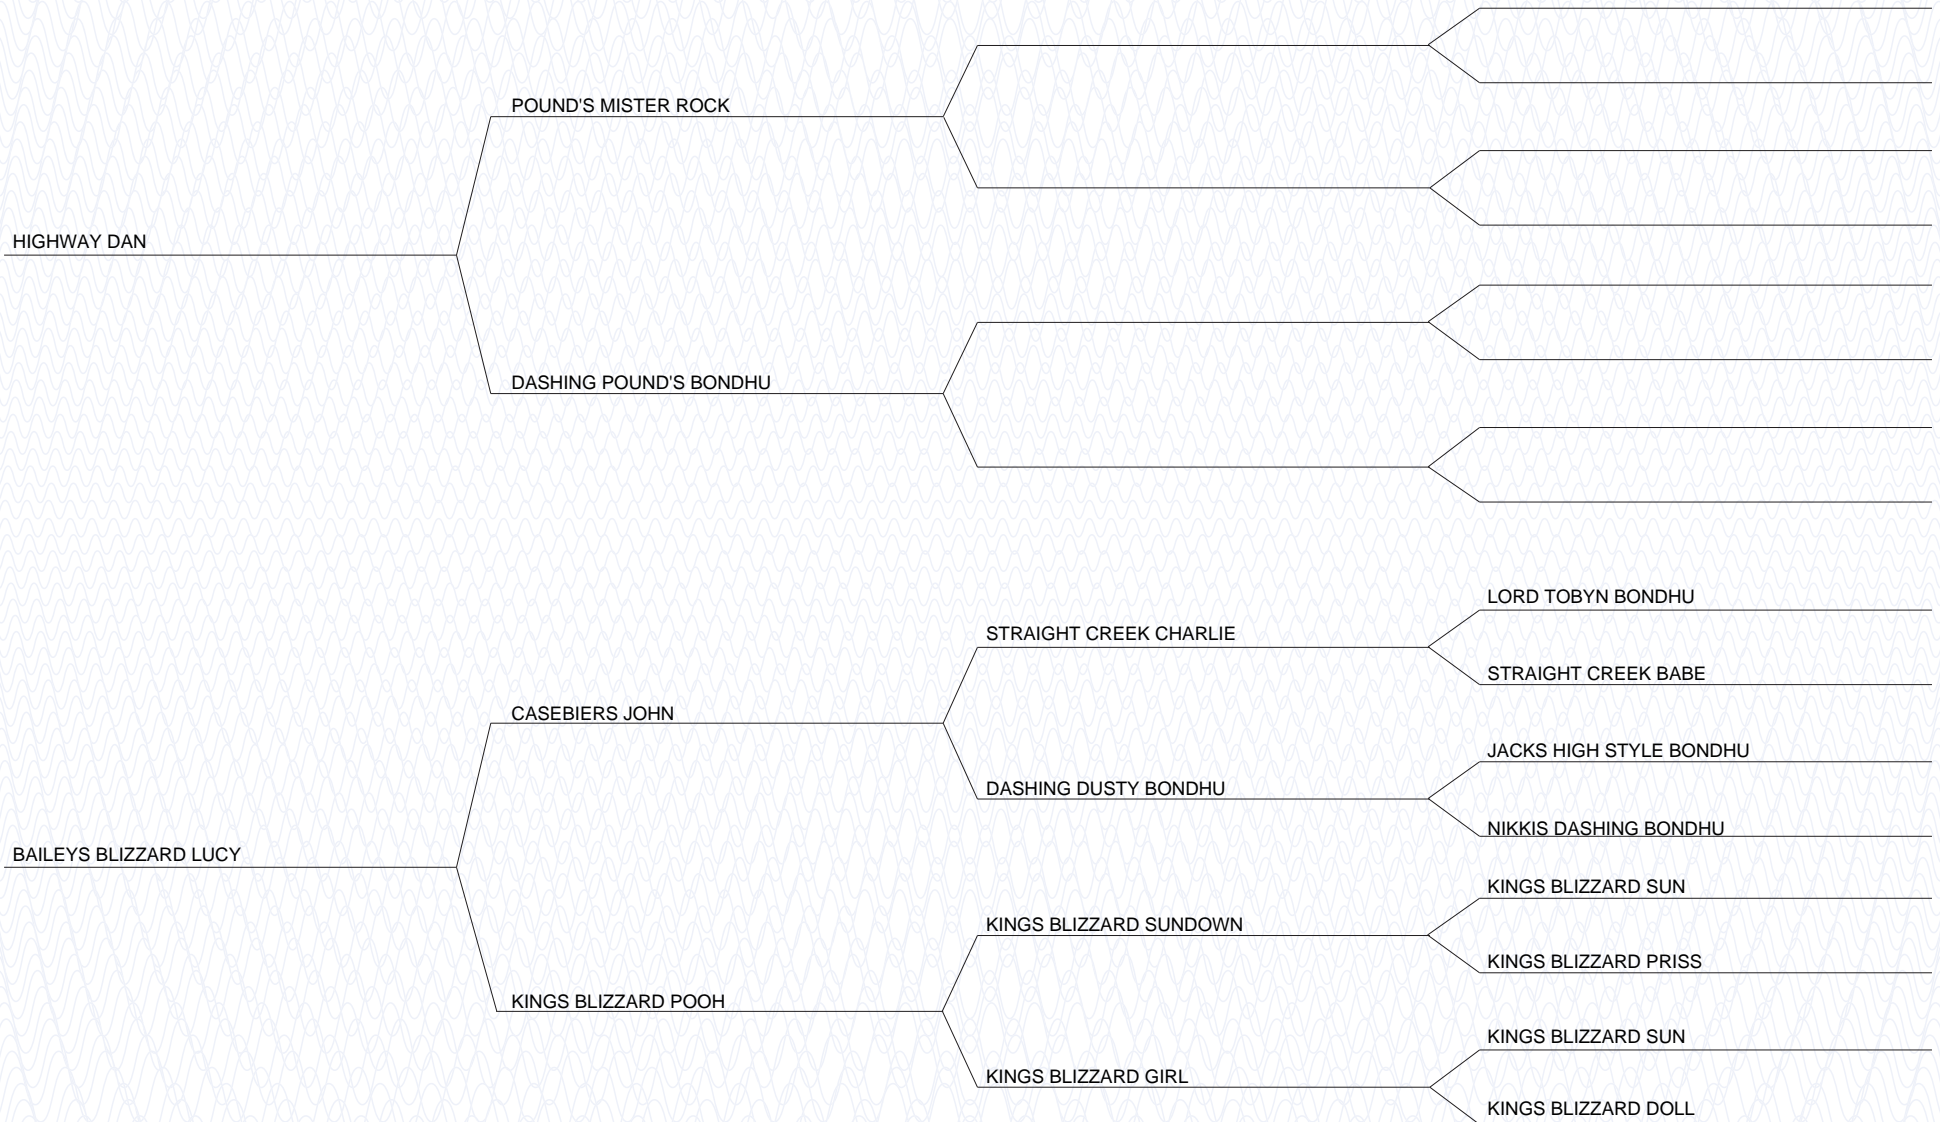 POUND'S MISTER ROCK
HIGHWAY DAN
DASHING POUND'S BONDHU
LORD TOBYN BONDHU
STRAIGHT CREEK CHARLIE
STRAIGHT CREEK BABE
CASEBIERS JOHN
JACKS HIGH STYLE BONDHU
DASHING DUSTY BONDHU
NIKKIS DASHING BONDHU
BAILEYS BLIZZARD LUCY
KINGS BLIZZARD SUN
KINGS BLIZZARD SUNDOWN
KINGS BLIZZARD PRISS
KINGS BLIZZARD POOH
KINGS BLIZZARD SUN
KINGS BLIZZARD GIRL
KINGS BLIZZARD DOLL